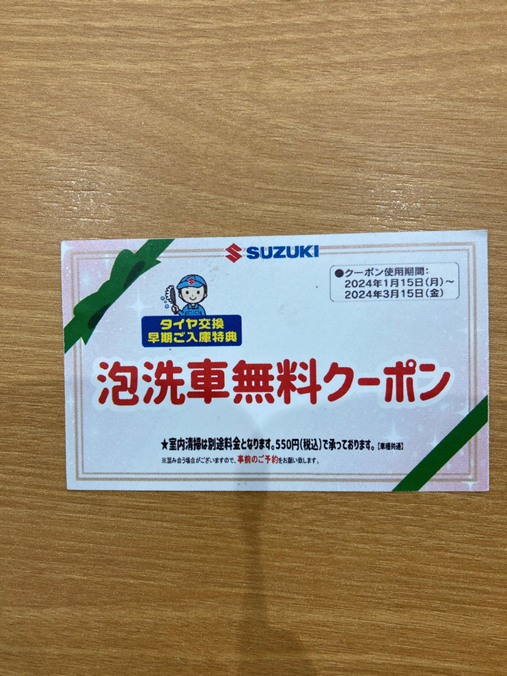 SUZUKI
●クーポン使用期間:
2024年1月15日(月)~
2024年3月15日(金)
タイヤ交換
早期ご入庫特典
泡洗車無料クーポン
★室内清掃は別途料金となります。550円(税込)で承っております。【車種共通】
※混み合う場合がございますので、事前のご予約をお願い致します。